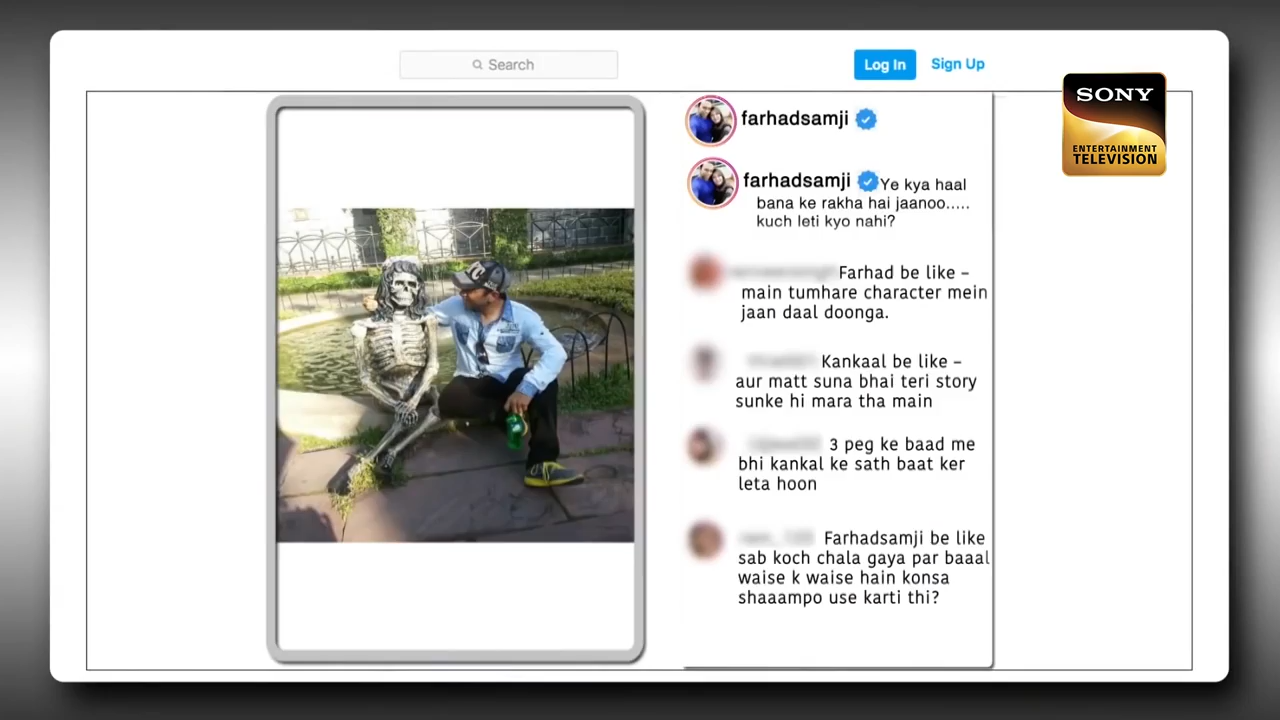 Search
Log In
Sign Up
SONY
ENTERTAINMENT
TELEVISION
farhadsamji
farhadsamji Ye kya haal
bana ke rakha hai jaanoo.....
kuch leti kyo nahi?
Farhad be like –
main tumhare character mein
jaan daal doonga.
Kankaal be like –
aur matt suna bhai teri story
sunke hi mara tha main
3 peg ke baad me
bhi kankal ke sath baat ker
leta hoon
Farhadsamji be like
sab koch chala gaya par baaal
waise k waise hain konsa
shaaampo use karti thi?